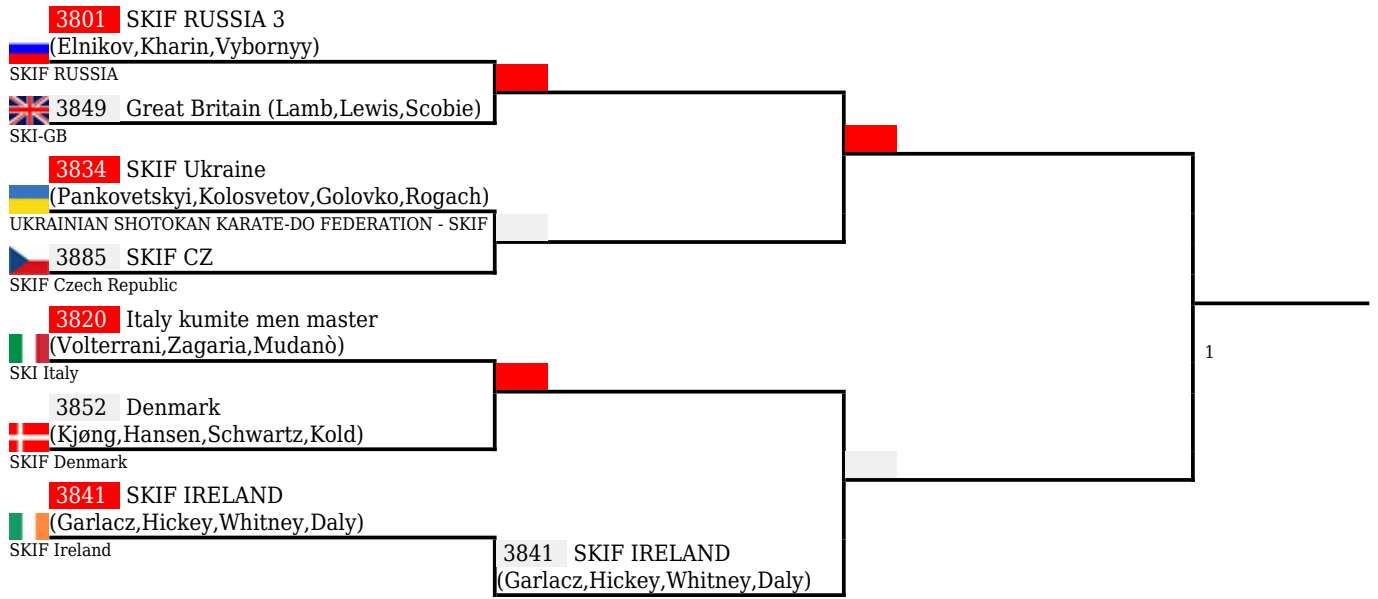 3801 SKIF RUSSIA 3
(Elnikov,Kharin,Vybornyy)
SKIF RUSSIA
3849 Great Britain (Lamb,Lewis,Scobie)
SKI-GB
3834 SKIF Ukraine
(Pankovetskyi,Kolosvetov,Golovko,Rogach)
UKRAINIAN SHOTOKAN KARATE-DO FEDERATION - SKIF
3885 SKIF CZ
SKIF Czech Republic
3820 Italy kumite men master
(Volterrani,Zagaria,Mudanò)
SKI Italy
3852 Denmark
(Kjøng,Hansen,Schwartz,Kold)
SKIF Denmark
3841 SKIF IRELAND
(Garlacz,Hickey,Whitney,Daly)
SKIF Ireland
3841 SKIF IRELAND
(Garlacz,Hickey,Whitney,Daly)
1